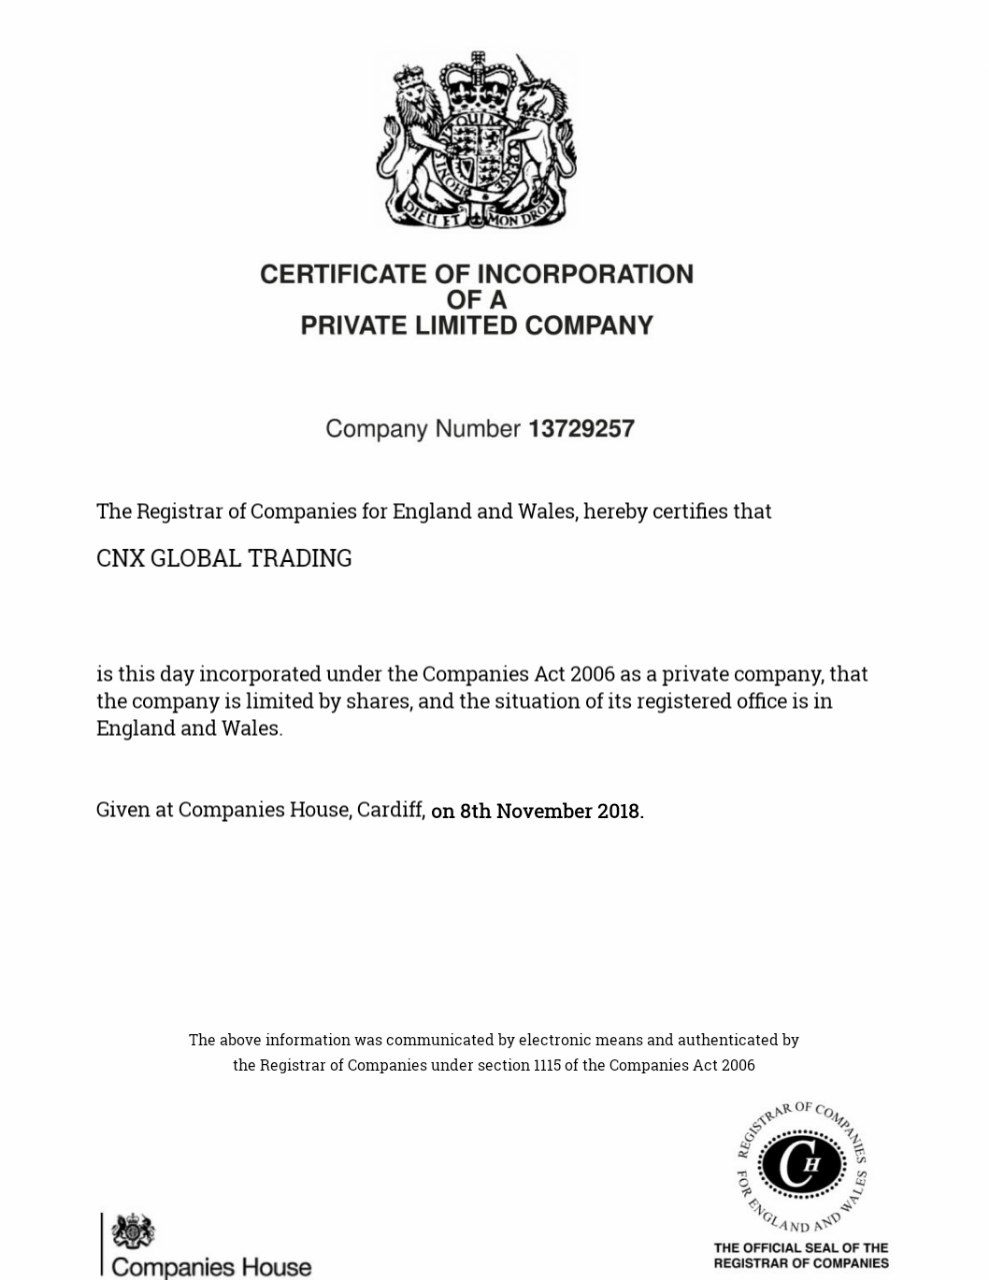 QUI
HONI SOIT
PENSE
DIEU ET MON DROIT
CERTIFICATE OF INCORPORATION
OF A
PRIVATE LIMITED COMPANY
Company Number 13729257
The Registrar of Companies for England and Wales, hereby certifies that
CNX GLOBAL TRADING
is this day incorporated under the Companies Act 2006 as a private company, that
the company is limited by shares, and the situation of its registered office is in
England and Wales.
Given at Companies House, Cardiff, on 8th November 2018.
The above information was communicated by electronic means and authenticated by
the Registrar of Companies under section 1115 of the Companies Act 2006
REGISTRAR OF COMPANIES
FOR ENGLAND AND WALES
CH
THE OFFICIAL SEAL OF THE
REGISTRAR OF COMPANIES
Companies House